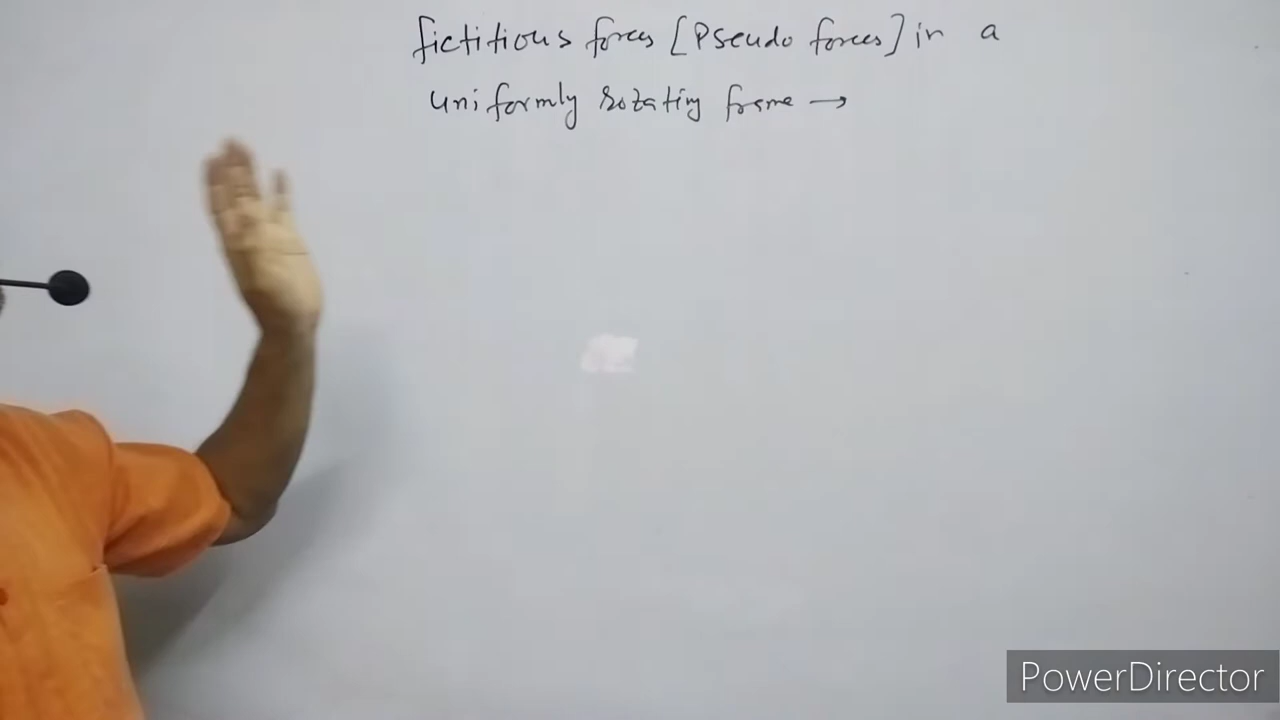 fictitious forces [Pseudo forces] in a
uniformly rotating frame →
PowerDirector